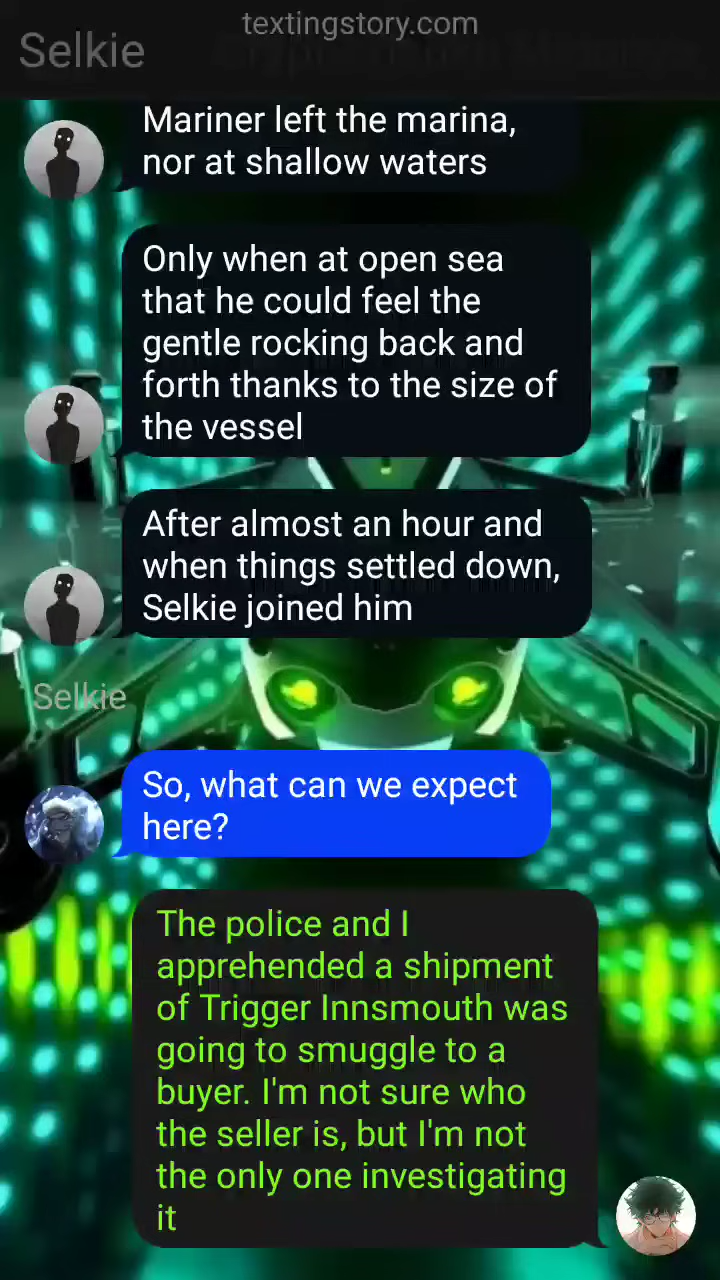 textingstory.com
Selkie
Mariner left the marina,
nor at shallow waters
Only when at open sea
that he could feel the
gentle rocking back and
forth thanks to the size of
the vessel
After almost an hour and
when things settled down,
Selkie joined him
Selkie
So, what can we expect
here?
The police and I
apprehended a shipment
of Trigger Innsmouth was
going to smuggle to a
buyer. I'm not sure who
the seller is, but I'm not
the only one investigating
it